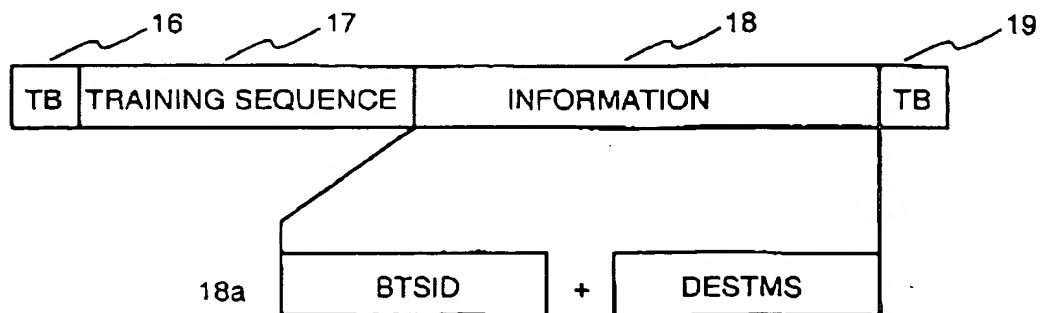 16 17 18 19
TB TRAINING SEQUENCE INFORMATION TB
18a BTSID + DESTMS